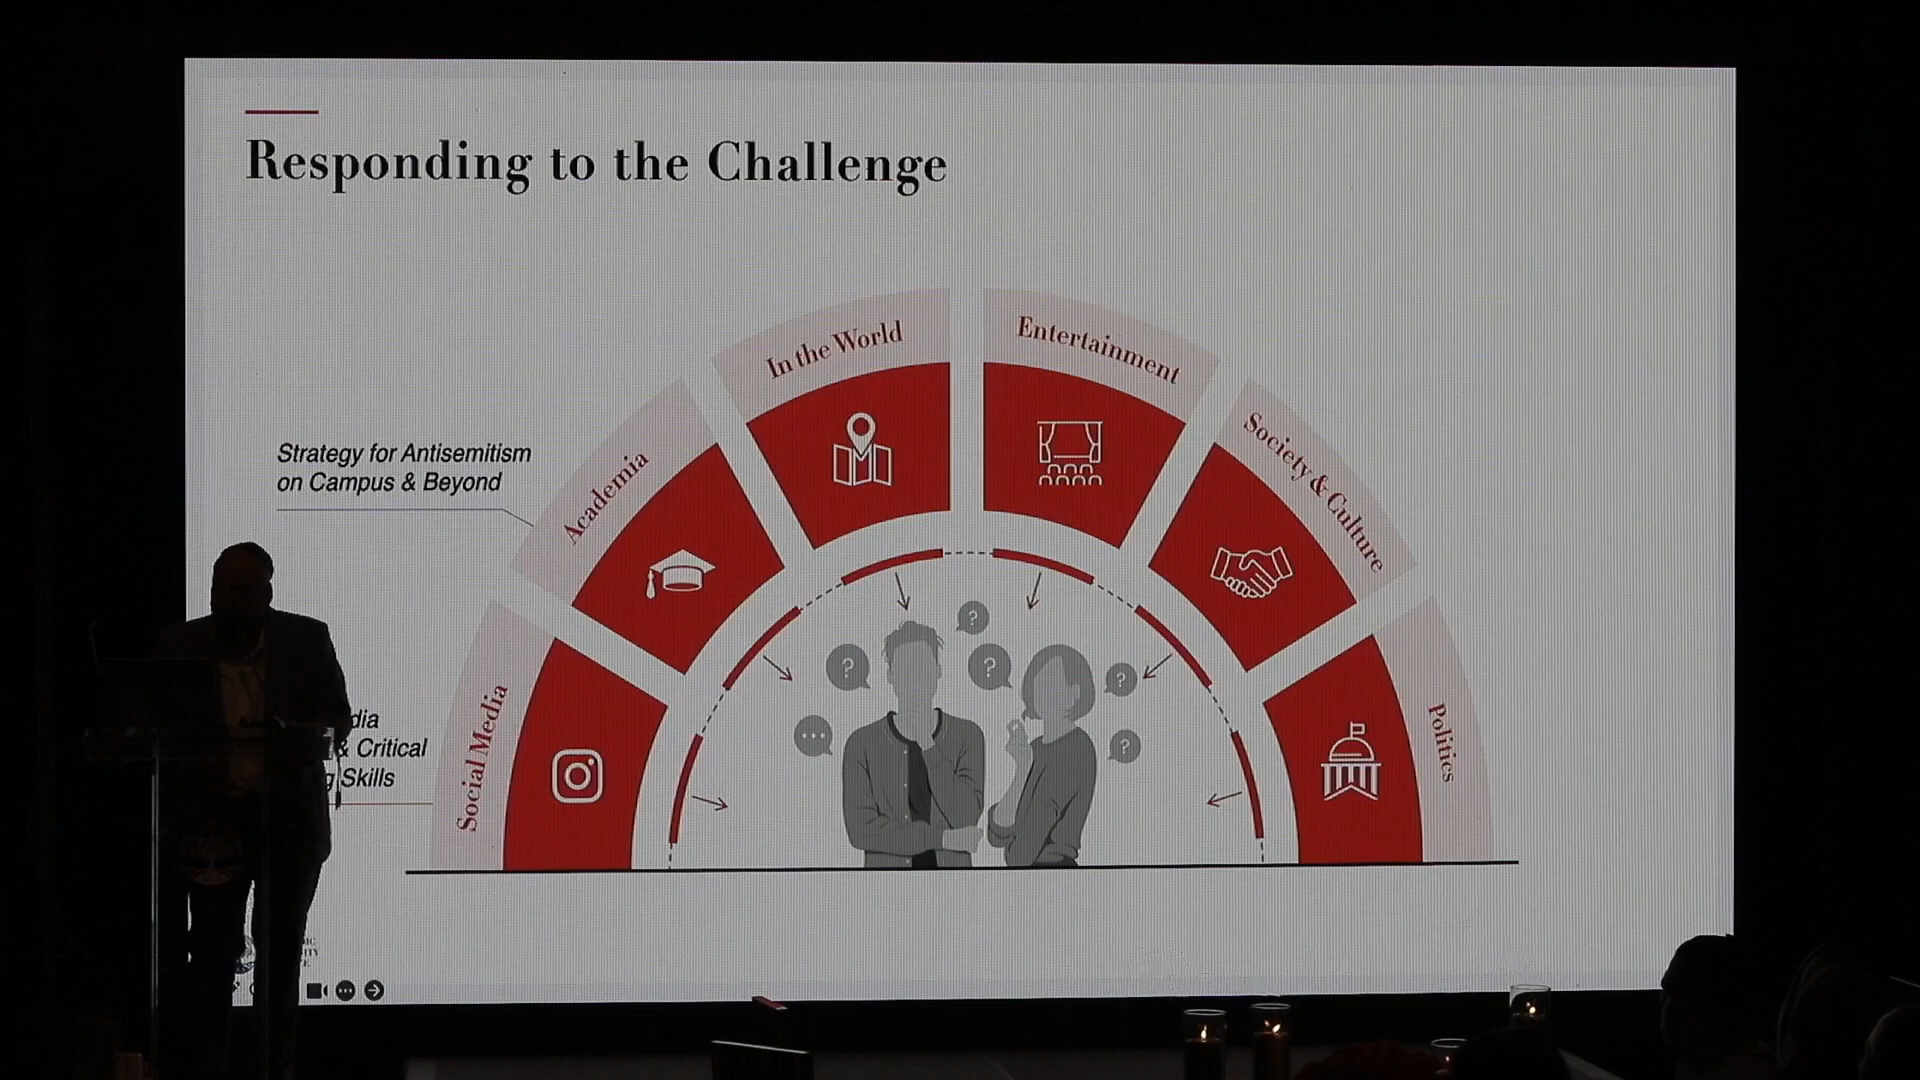 Responding to the Challenge
In the World
Entertainment
Society & Culture
Strategy for Antisemitism
on Campus & Beyond
Academia
Social Media
& Critical
Skills
Politics
?
?
?
?
?